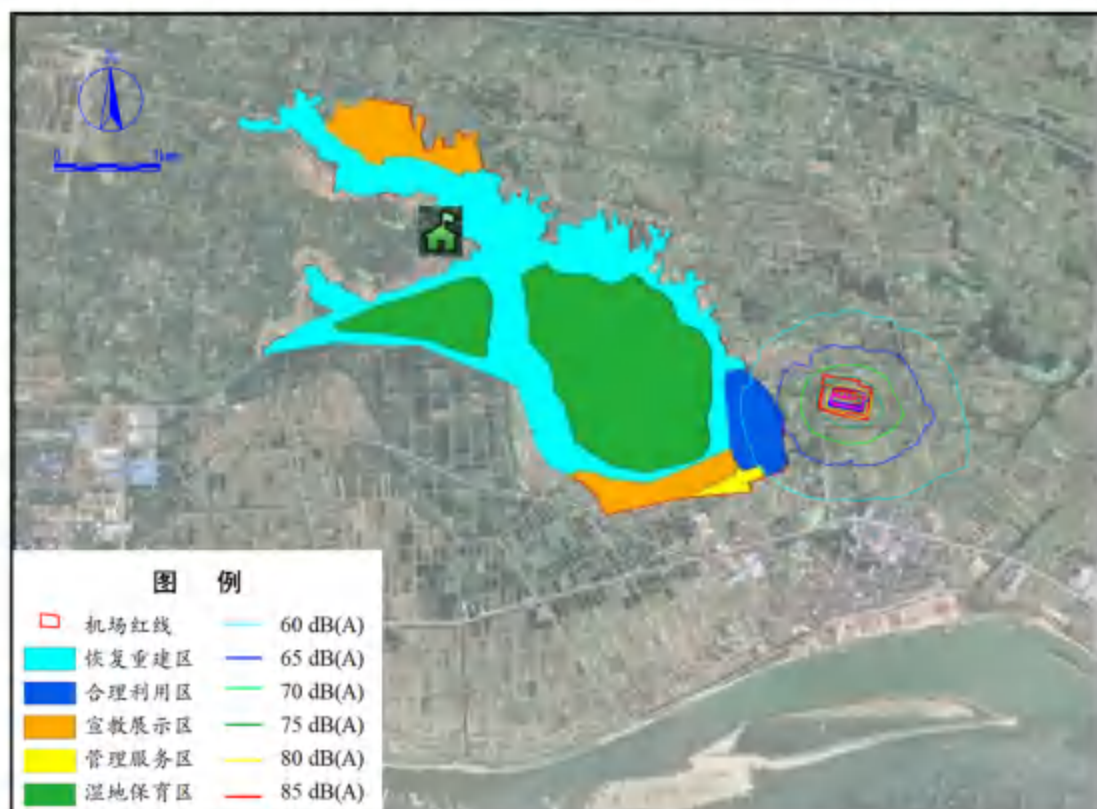 0 1km
图 例
机场红线 60 dB(A)
恢复重建区 65 dB(A)
合理利用区 70 dB(A)
宣教展示区 75 dB(A)
管理服务区 80 dB(A)
湿地保育区 85 dB(A)